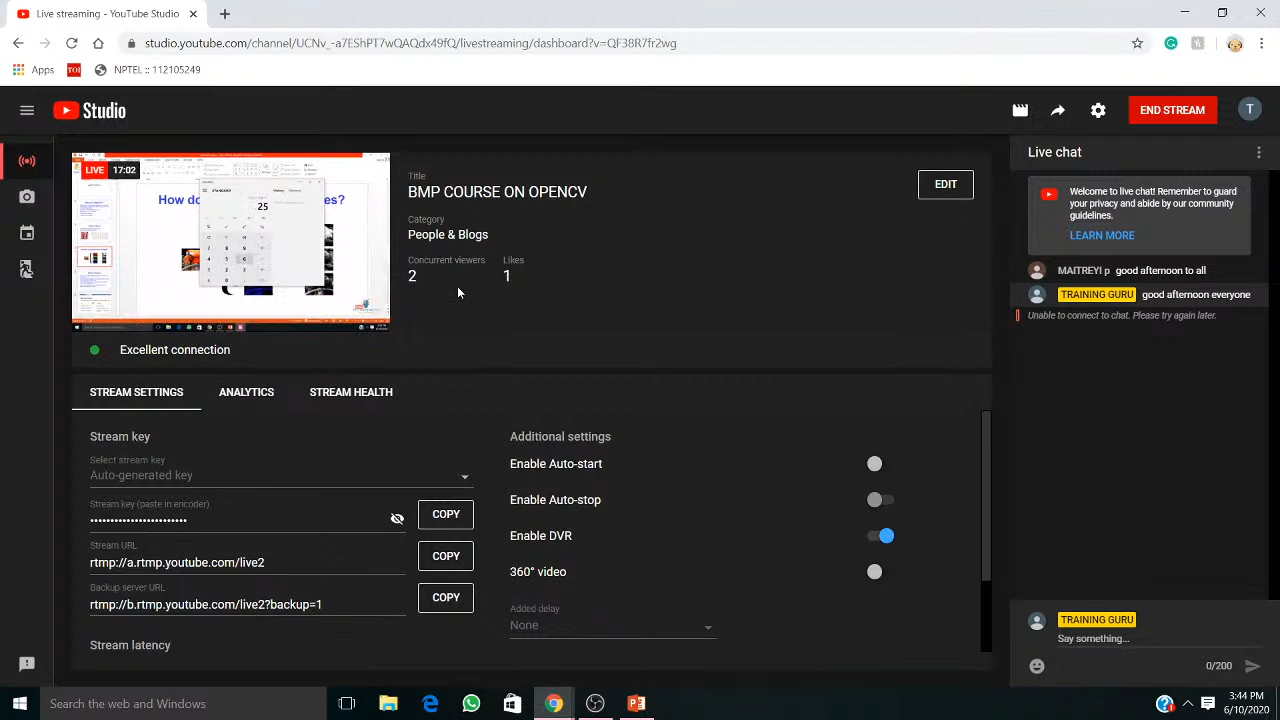 Live streaming - YouTube Studio
studio.youtube.com/channel/UCNv_-a7EShPT7wQAQdx49fQ/livestreaming/dashboard?v=QF38R7fr2wg
Apps
TOI
NPTEL :: 112105249
Studio
END STREAM
T
LIVE
17:02
STANDARD
25
How do
es?
BMP COURSE ON OPENCV
EDIT
Category
People & Blogs
Concurrent viewers
Likes
2
Excellent connection
STREAM SETTINGS
ANALYTICS
STREAM HEALTH
Stream key
Select stream key
Auto-generated key
Stream key (paste in encoder)
COPY
Stream URL
rtmp://a.rtmp.youtube.com/live2
COPY
Backup server URL
rtmp://b.rtmp.youtube.com/live2?backup=1
COPY
Stream latency
Additional settings
Enable Auto-start
Enable Auto-stop
Enable DVR
360° video
Added delay
None
Live chat
Welcome to live chat! Remember to guard
your privacy and abide by our community
guidelines.
LEARN MORE
good afternoon to all
TRAINING GURU
good afternoon
Unable to connect to chat. Please try again later.
TRAINING GURU
Say something...
0/200
Search the web and Windows
3:44 PM
6/10/2020